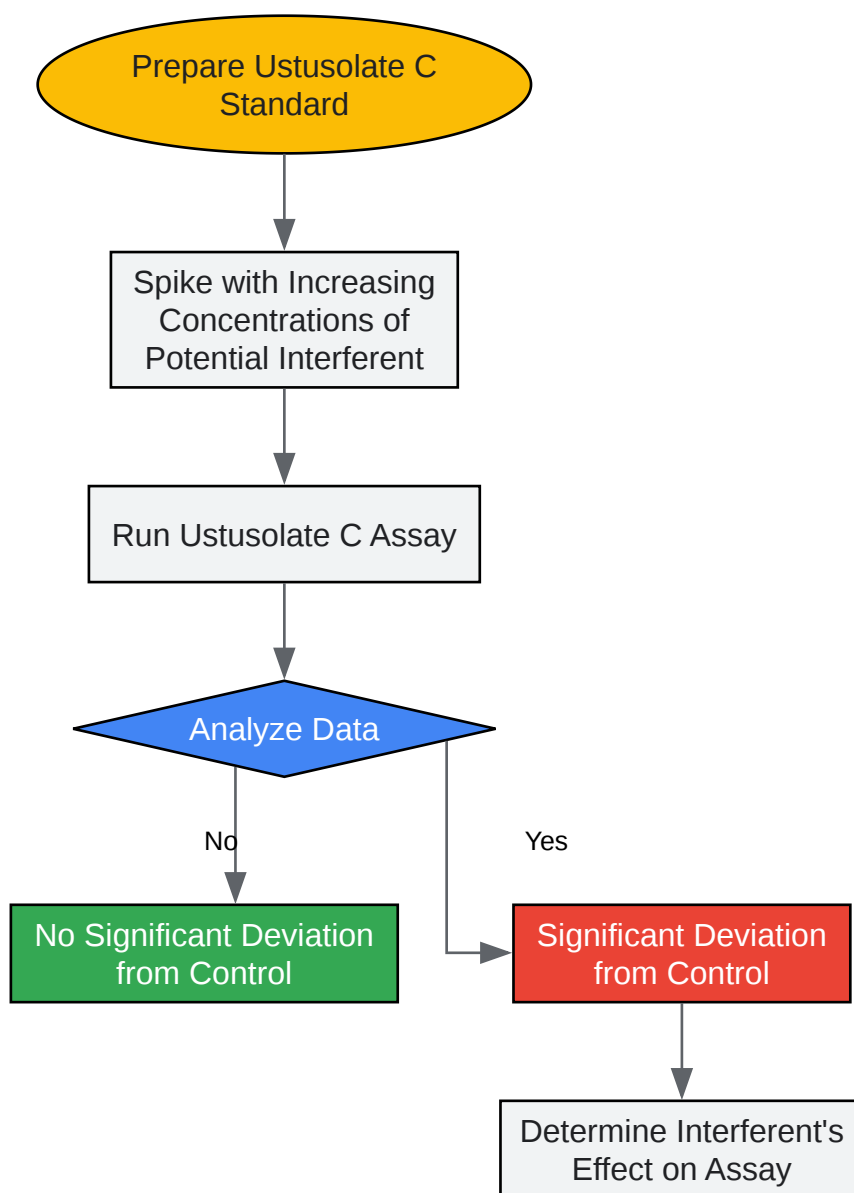 Prepare Ustusolate C
Standard
Spike with Increasing
Concentrations of
Potential Interferent
Run Ustusolate C Assay
Analyze Data
No
Yes
No Significant Deviation
from Control
Significant Deviation
from Control
Determine Interferent's
Effect on Assay